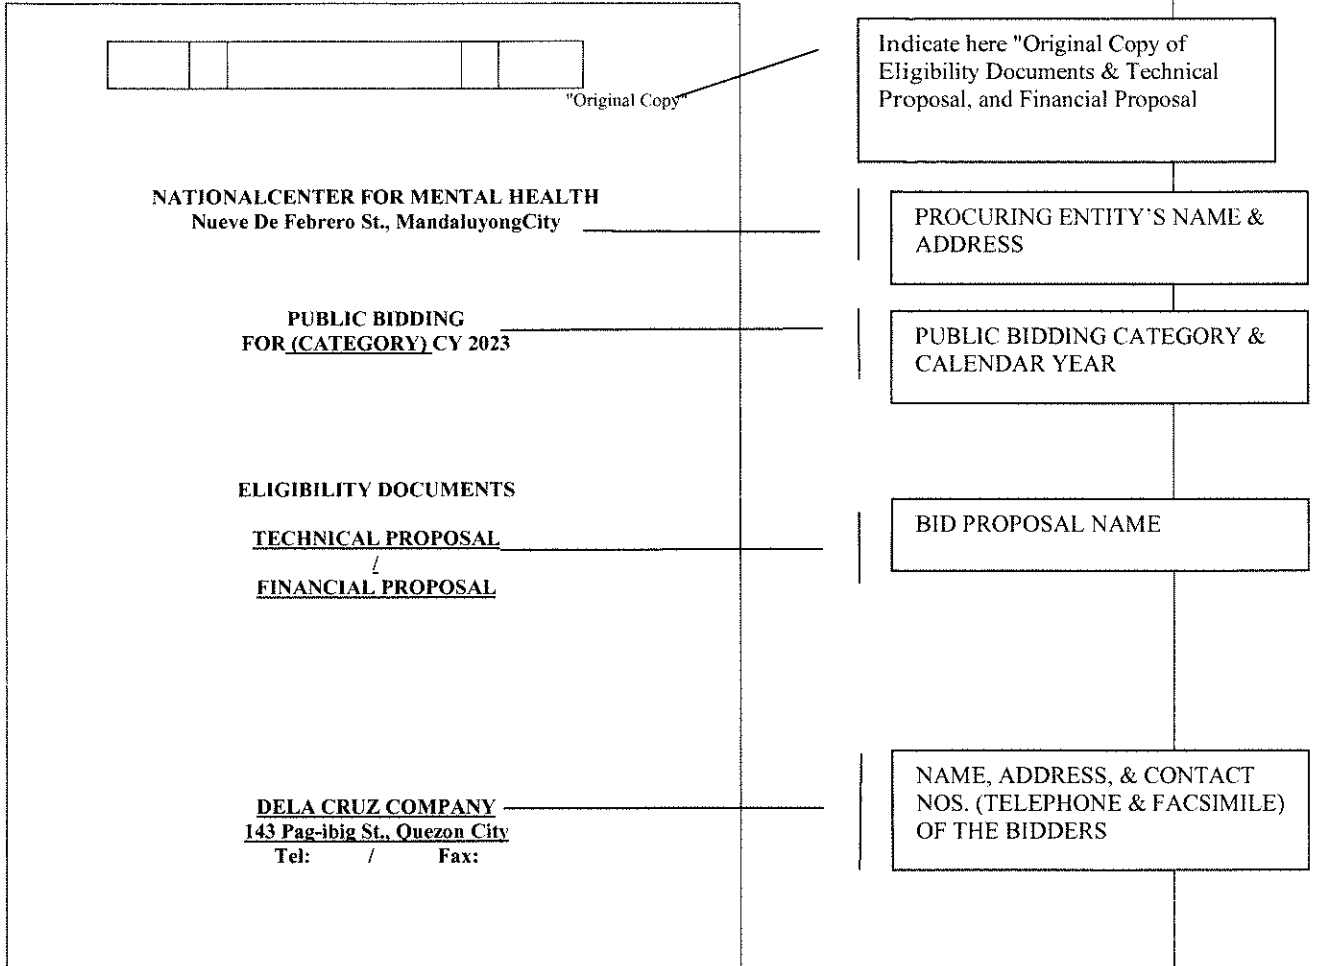 "Original Copy"
Indicate here "Original Copy of
Eligibility Documents & Technical
Proposal, and Financial Proposal
NATIONALCENTER FOR MENTAL HEALTH
Nueve De Febrero St., MandaluyongCity
PROCURING ENTITY'S NAME &
ADDRESS
PUBLIC BIDDING
FOR (CATEGORY) CY 2023
PUBLIC BIDDING CATEGORY &
CALENDAR YEAR
ELIGIBILITY DOCUMENTS
TECHNICAL PROPOSAL
/
FINANCIAL PROPOSAL
BID PROPOSAL NAME
DELA CRUZ COMPANY
143 Pag-ibig St., Quezon City
Tel: / Fax:
NAME, ADDRESS, & CONTACT
NOS. (TELEPHONE & FACSIMILE)
OF THE BIDDERS